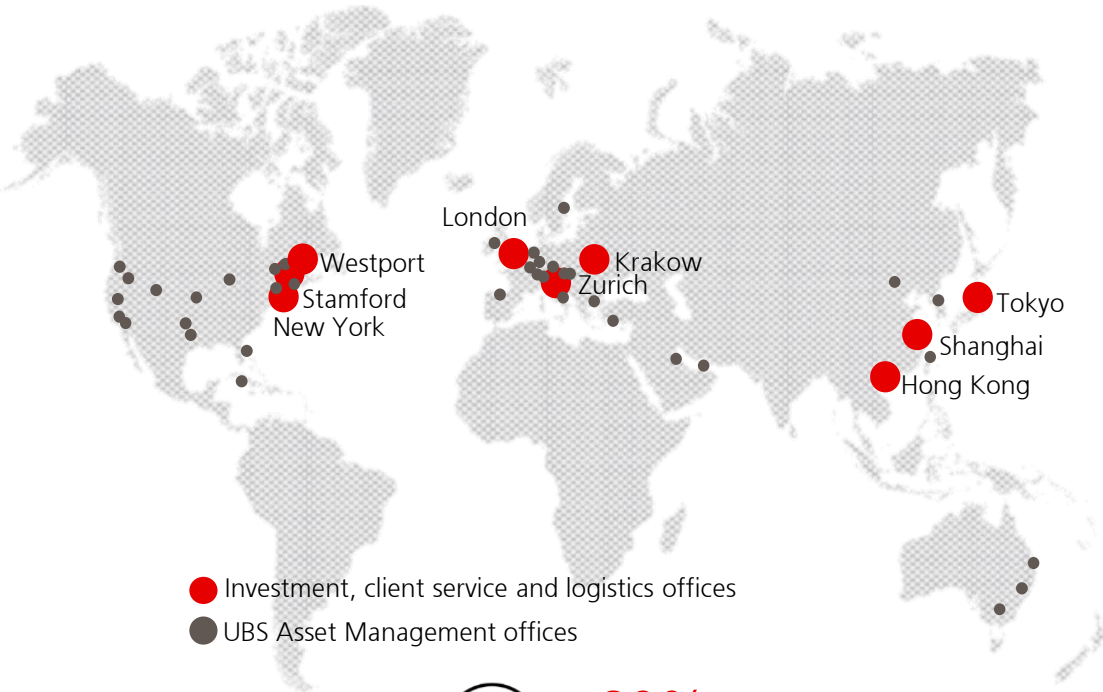 London
Westport
Krakow
Zurich
Stamford
New York
Tokyo
Shanghai
Hong Kong
Investment, client service and logistics offices
UBS Asset Management offices